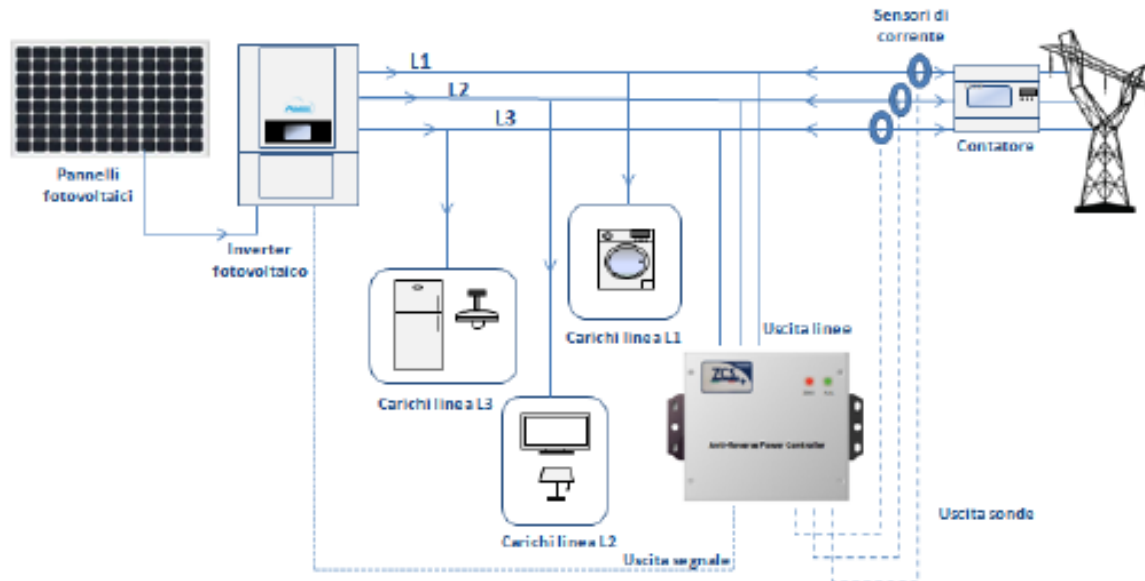 Sensori di
corrente
L1
L2
L3
Contatore
Pannelli
fotovoltaici
Inverter
fotovoltaico
Uscita linee
Carichi linea L1
ZCS
Carichi linea L3
Anti-Reverse Power Controller
Uscita sonde
Carichi linea L2
Uscita segnale